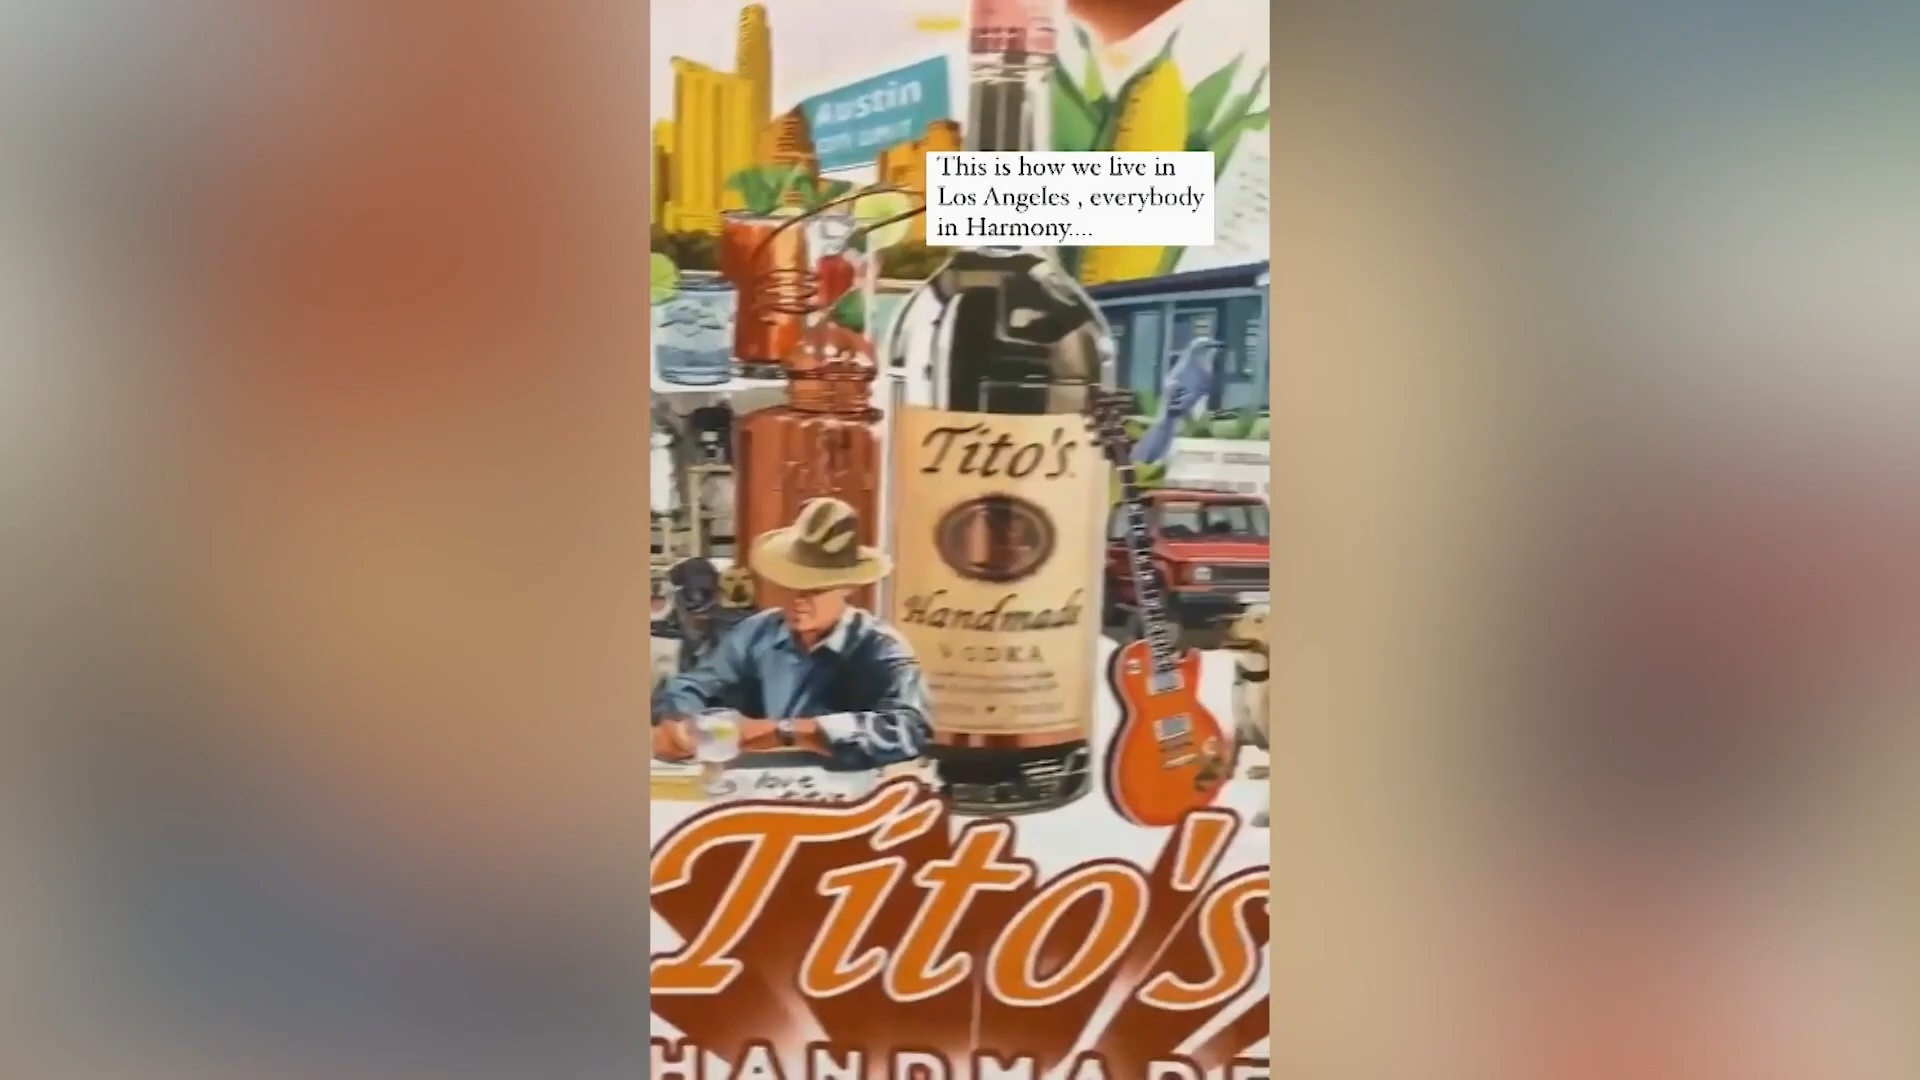 Austin
This is how we live in
Los Angeles , everybody
in Harmony....
Tito's
Handmade
VODKA
love
Tito's
HANDMADE